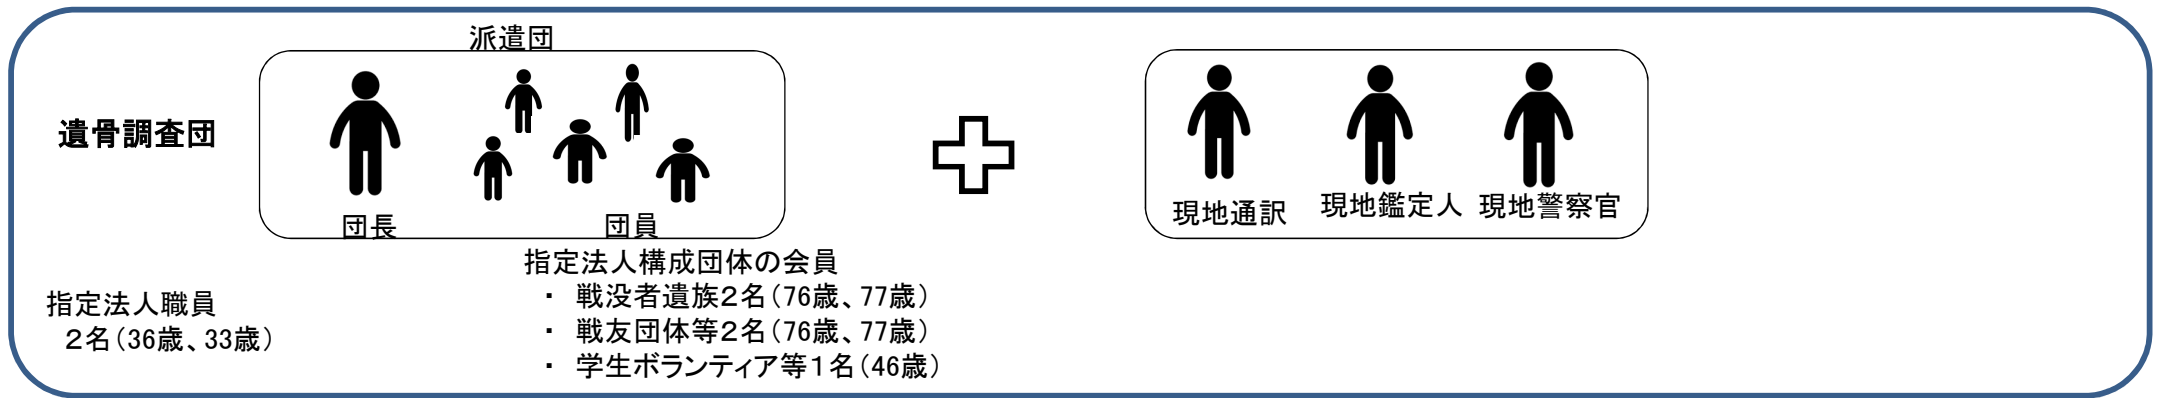 派遣団
遺骨調査団
団長
団員
現地通訳
現地鑑定人
現地警察官
指定法人構成団体の会員
・ 戦没者遺族２名（76歳、77歳）
・ 戦友団体等２名（76歳、77歳）
・ 学生ボランティア等１名（46歳）
指定法人職員
２名（36歳、33歳）